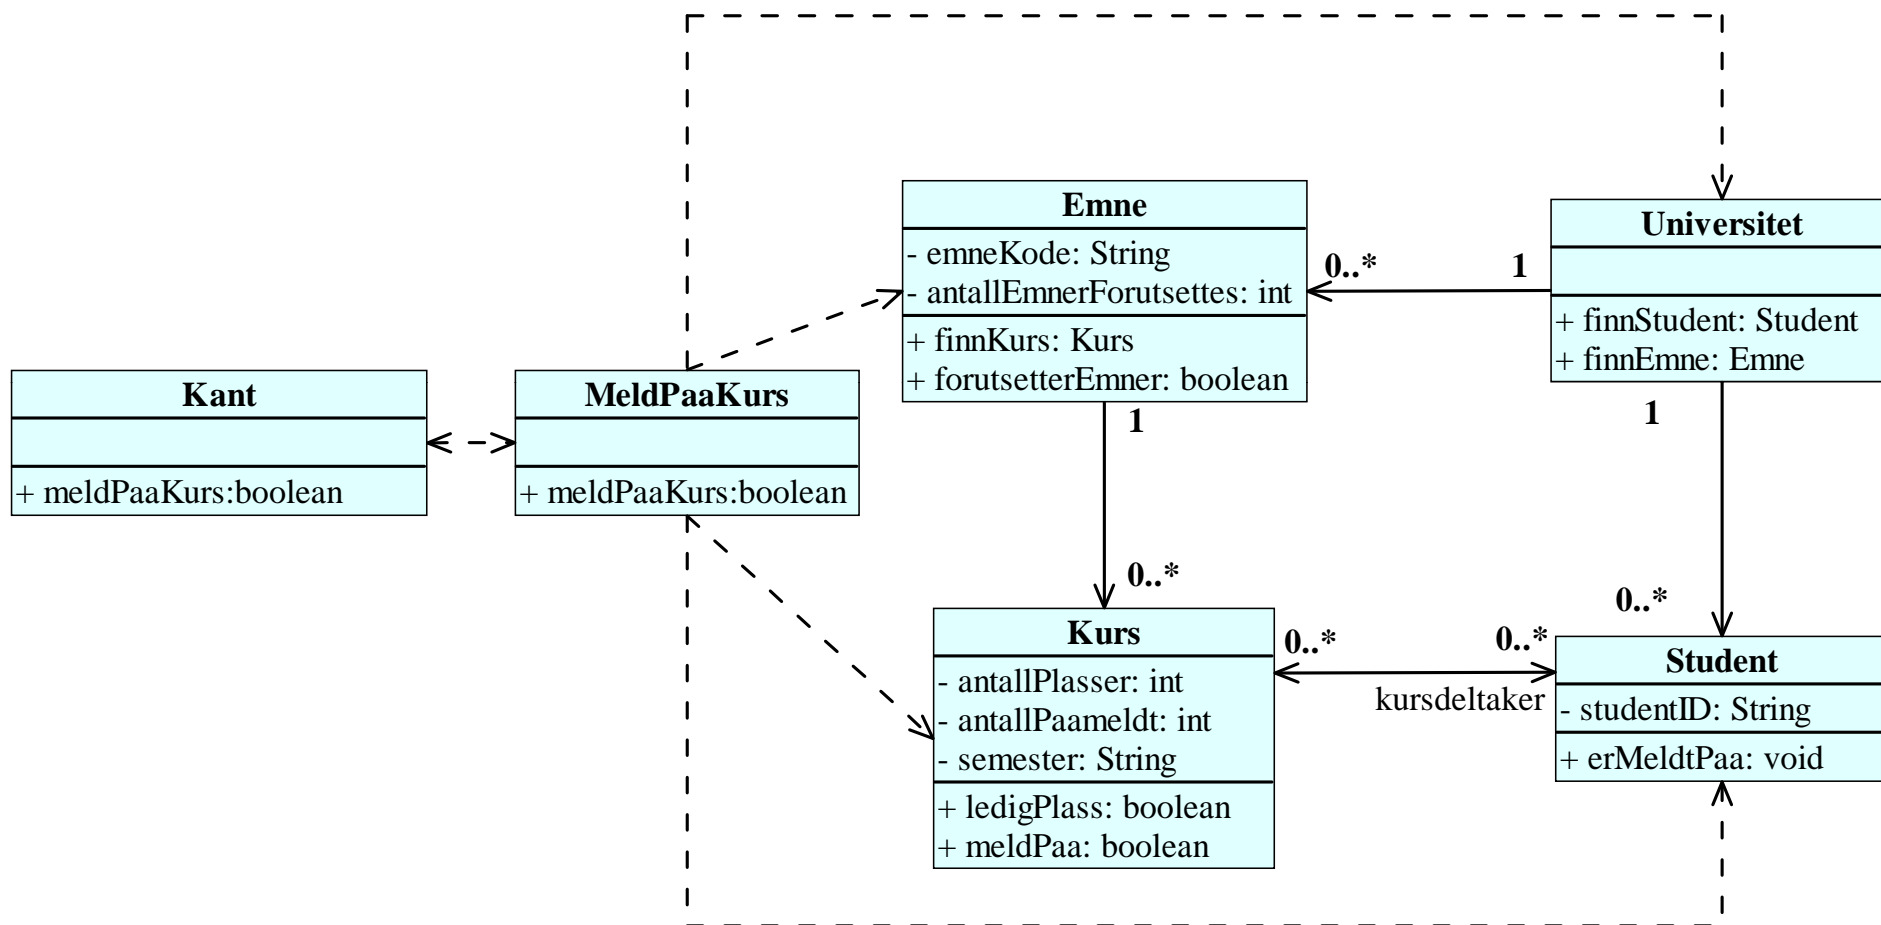 Emne
- emneKode: String
- antallEmnerForutsettes: int
+ finnKurs: Kurs
+ forutsetterEmner: boolean
Universitet
+ finnStudent: Student
+ finnEmne: Emne
0..*
1
Kant
+ meldPaaKurs:boolean
MeldPaaKurs
+ meldPaaKurs:boolean
1
0..*
1
0..*
Kurs
- antallPlasser: int
- antallPaameldt: int
- semester: String
+ ledigPlass: boolean
+ meldPaa: boolean
0..*
0..*
kursdeltaker
Student
- studentID: String
+ erMeldtPaa: void